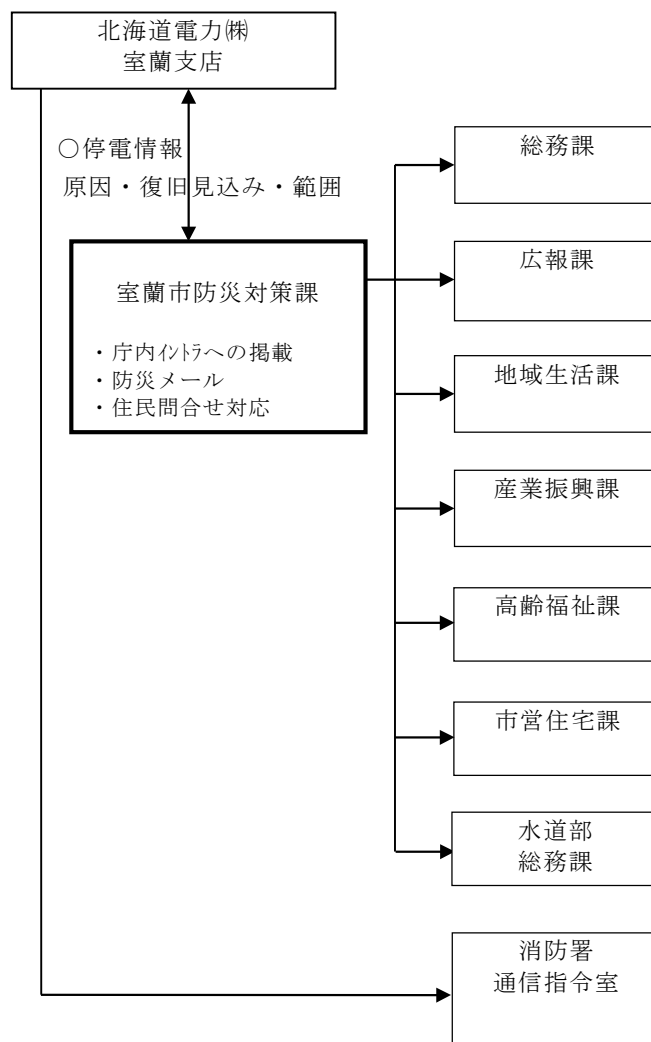 北海道電力㈱
室蘭支店
〇停電情報
原因・復旧見込み・範囲
室蘭市防災対策課
・庁内ｲﾝﾄﾗへの掲載
・防災メール
・住民問合せ対応
総務課
広報課
地域生活課
産業振興課
高齢福祉課
市営住宅課
水道部
総務課
消防署
通信指令室